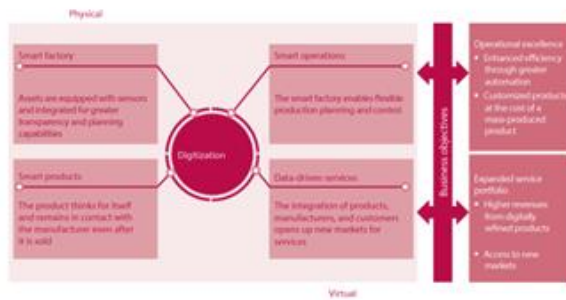 Physical
Smart factory
Assets are equipped with sensors
and integrated for greater
transparency and planning
capabilities
Smart operations
The smart factory enables flexible
production planning and control
Digitization
Smart products
The product thinks for itself
and remains in contact with
the manufacturer even after
it is sold
Data-driven services
The integration of products,
manufacturers, and customers
opens up new markets for
services
Virtual
Business objectives
Operational excellence
• Enhanced efficiency
through greater
automation
• Customized products
at the cost of a
mass-produced
product
Expanded service
portfolio
• Higher revenues
from digitally
refined products
• Access to new
markets